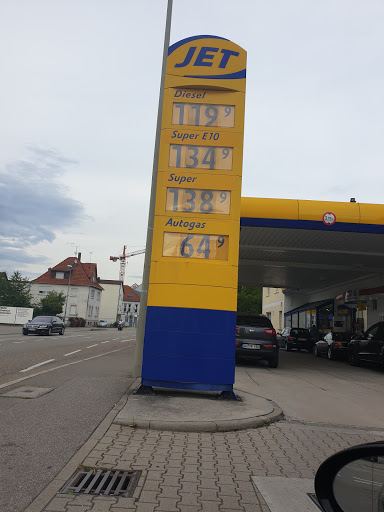 JET
Diesel
119 9
Super E10
134 9
Super
138 9
Autogas
64 9